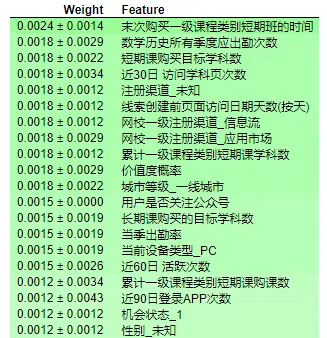 Weight Feature
0.0024 ± 0.0014 末次购买一级课程类别短期班的时间
0.0018 ± 0.0029 数学历史所有季度应出勤次数
0.0018 ± 0.0022 短期课购买目标学科数
0.0018 ± 0.0034 近30日 访问学科页次数
0.0018 ± 0.0012 注册渠道_未知
0.0018 ± 0.0012 线索创建前页面访问日期天数(按天)
0.0018 ± 0.0012 网校一级注册渠道_信息流
0.0018 ± 0.0029 网校一级注册渠道_应用市场
0.0018 ± 0.0012 累计一级课程类别短期课学科数
0.0018 ± 0.0029 价值度概率
0.0018 ± 0.0022 城市等级_一线城市
0.0015 ± 0.0000 用户是否关注公众号
0.0015 ± 0.0019 长期课购买的目标学科数
0.0015 ± 0.0019 当季出勤率
0.0015 ± 0.0019 当前设备类型_PC
0.0015 ± 0.0026 近60日 活跃次数
0.0012 ± 0.0034 累计一级课程类别短期课购课数
0.0012 ± 0.0043 近90日登录APP次数
0.0012 ± 0.0012 机会状态_1
0.0012 ± 0.0012 性别_未知